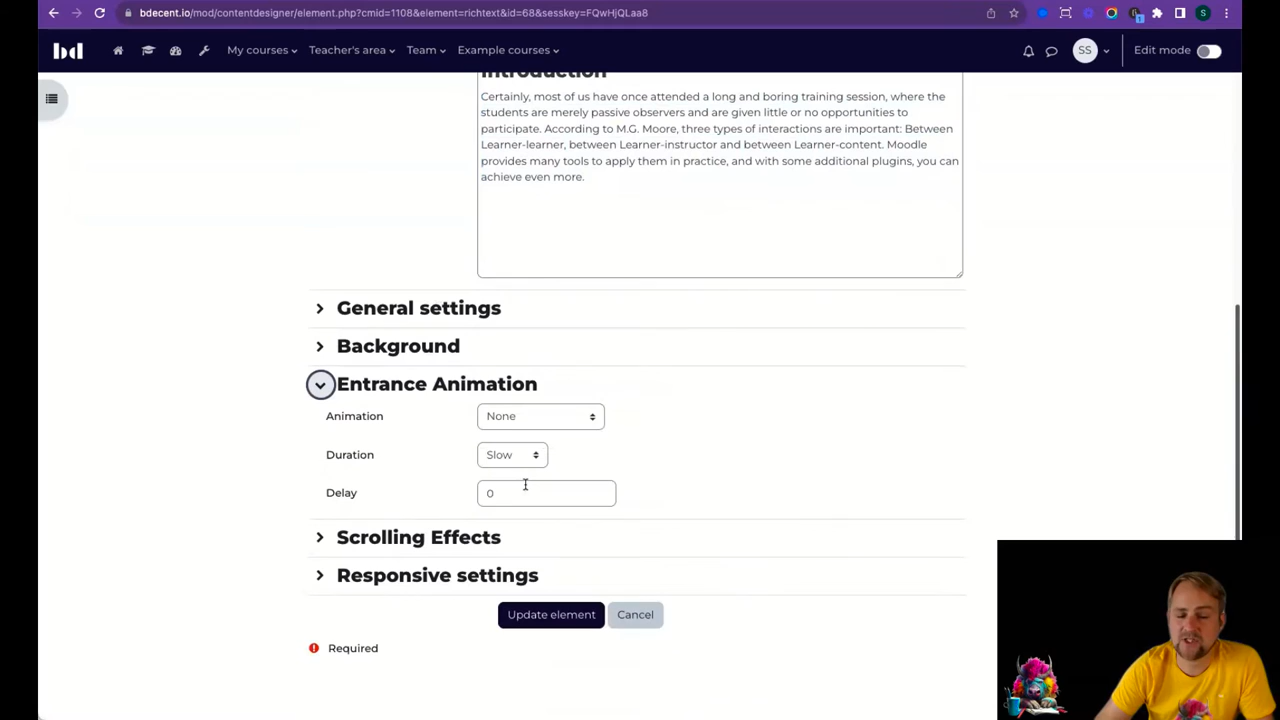 bdecent.io/mod/contentdesigner/element.php?cmid=1108&element=richtext&id=68&sesskey=FQwHjQLaa8
S
bd
My courses
Teacher's area
Team
Example courses
SS
Edit mode
Introduction
Certainly, most of us have once attended a long and boring training session, where the
students are merely passive observers and are given little or no opportunities to
participate. According to M.G. Moore, three types of interactions are important: Between
Learner-learner, between Learner-instructor and between Learner-content. Moodle
provides many tools to apply them in practice, and with some additional plugins, you can
achieve even more.
General settings
Background
Entrance Animation
Animation
None
Duration
Slow
Delay
0
Scrolling Effects
Responsive settings
Update element
Cancel
Required